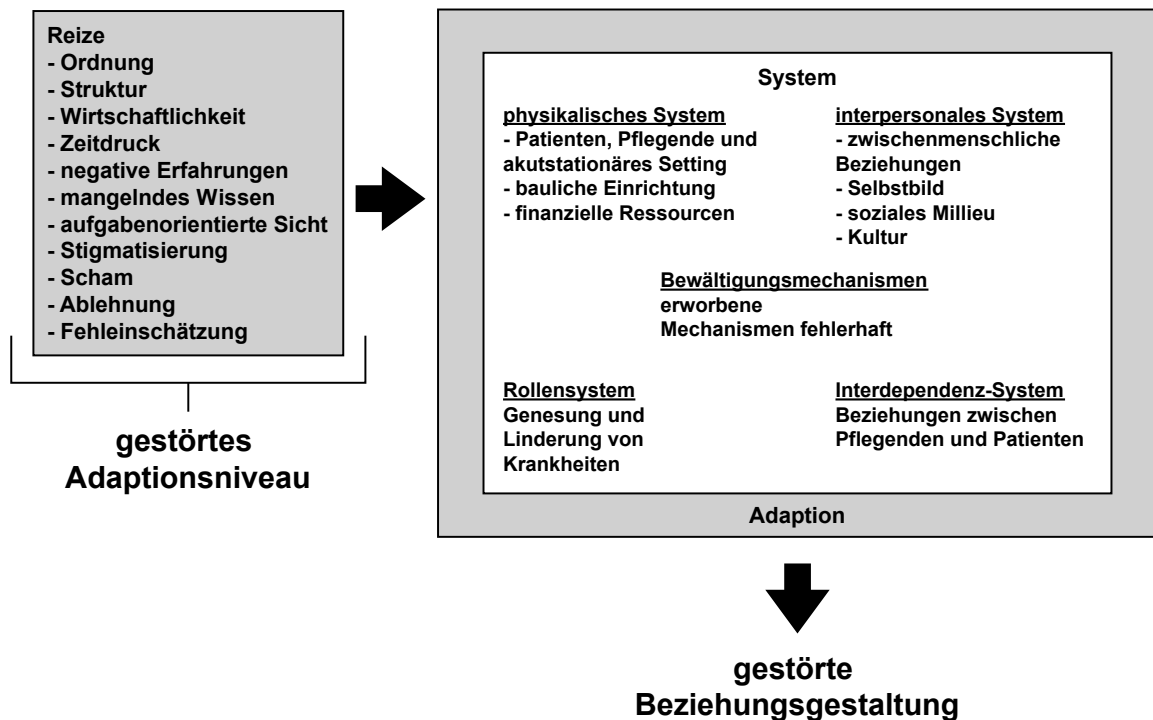 Reize
- Ordnung
- Struktur
- Wirtschaftlichkeit
- Zeitdruck
- negative Erfahrungen
- mangelndes Wissen
- aufgabenorientierte Sicht
- Stigmatisierung
- Scham
- Ablehnung
- Fehleinschätzung
gestörtes
Adaptionsniveau
System
physikalisches System
- Patienten, Pflegende und
akutstationäres Setting
- bauliche Einrichtung
- finanzielle Ressourcen
interpersonales System
- zwischenmenschliche
Beziehungen
- Selbstbild
- soziales Millieu
- Kultur
Bewältigungsmechanismen
erworbene
Mechanismen fehlerhaft
Rollensystem
Genesung und
Linderung von
Krankheiten
Interdependenz-System
Beziehungen zwischen
Pflegenden und Patienten
Adaption
gestörte
Beziehungsgestaltung